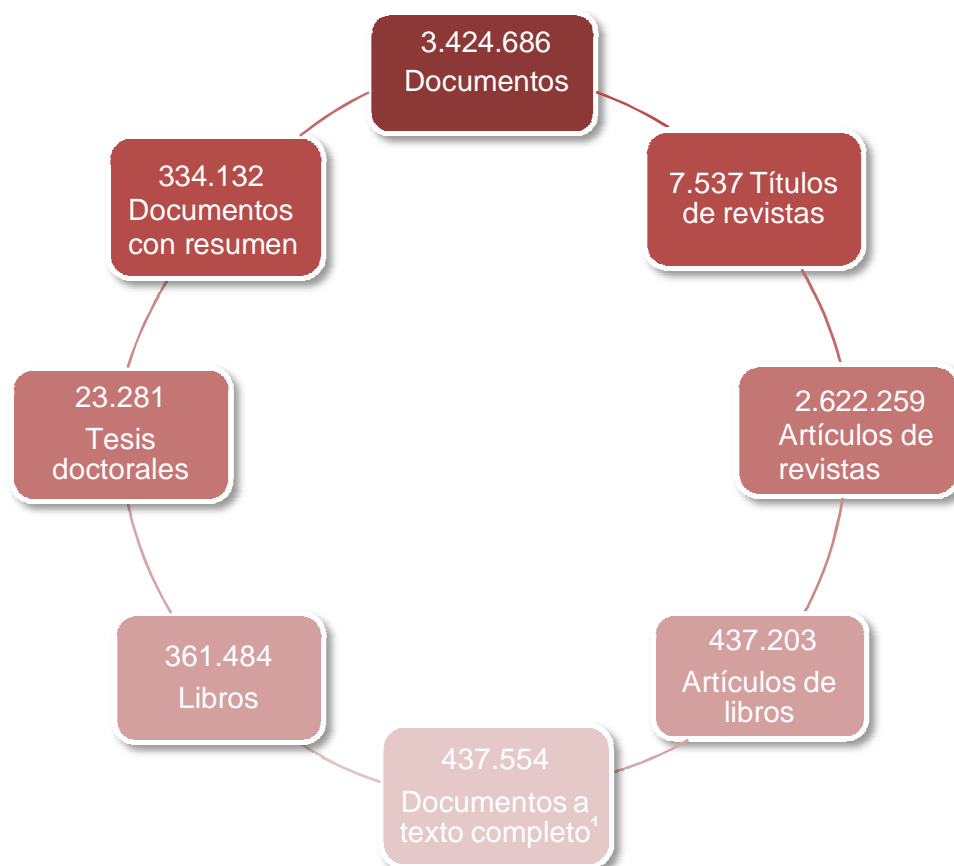 3.424.686
Documentos
7.537 Títulos
de revistas
2.622.259
Artículos de
revistas
437.203
Artículos de
libros
437.554
Documentos a
texto completo¹
361.484
Libros
23.281
Tesis
doctorales
334.132
Documentos
con resumen